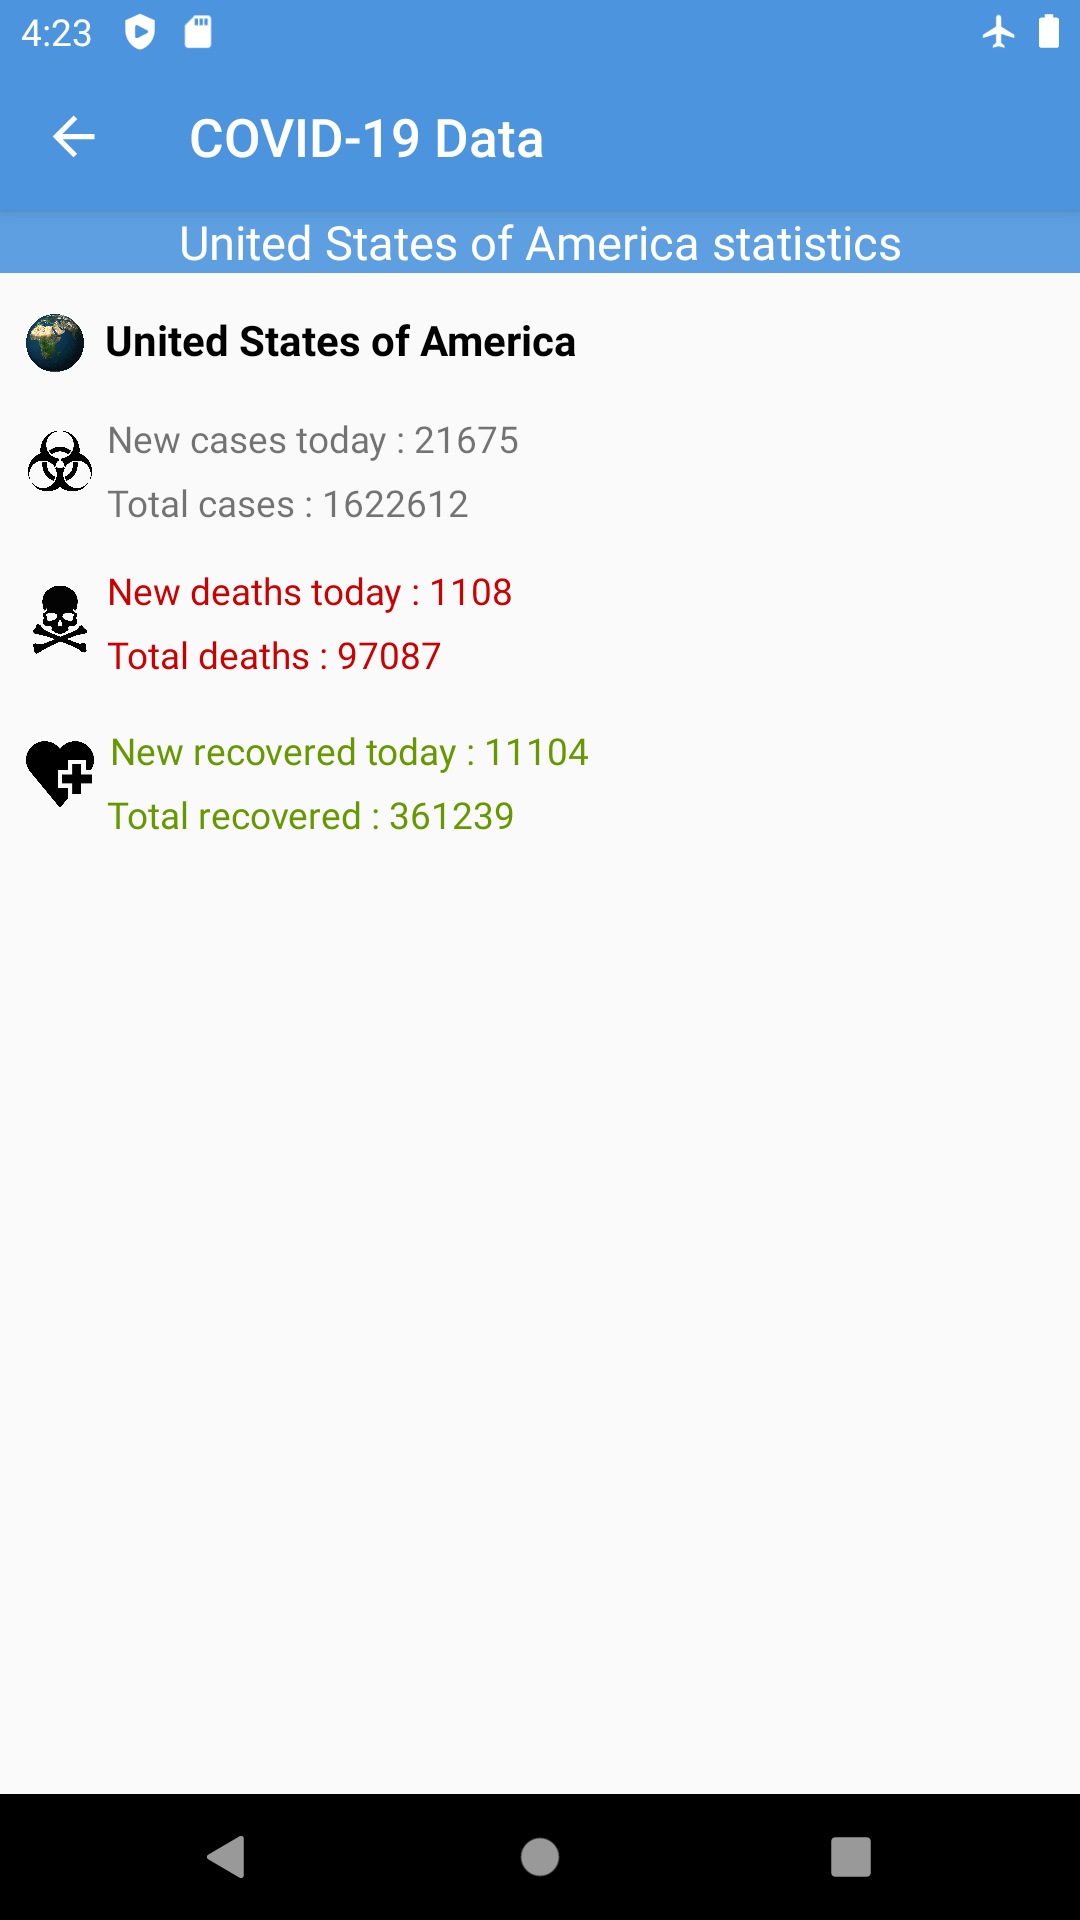 4:23
COVID-19 Data
United States of America statistics
United States of America
New cases today : 21675
Total cases : 1622612
New deaths today : 1108
Total deaths : 97087
New recovered today : 11104
Total recovered : 361239